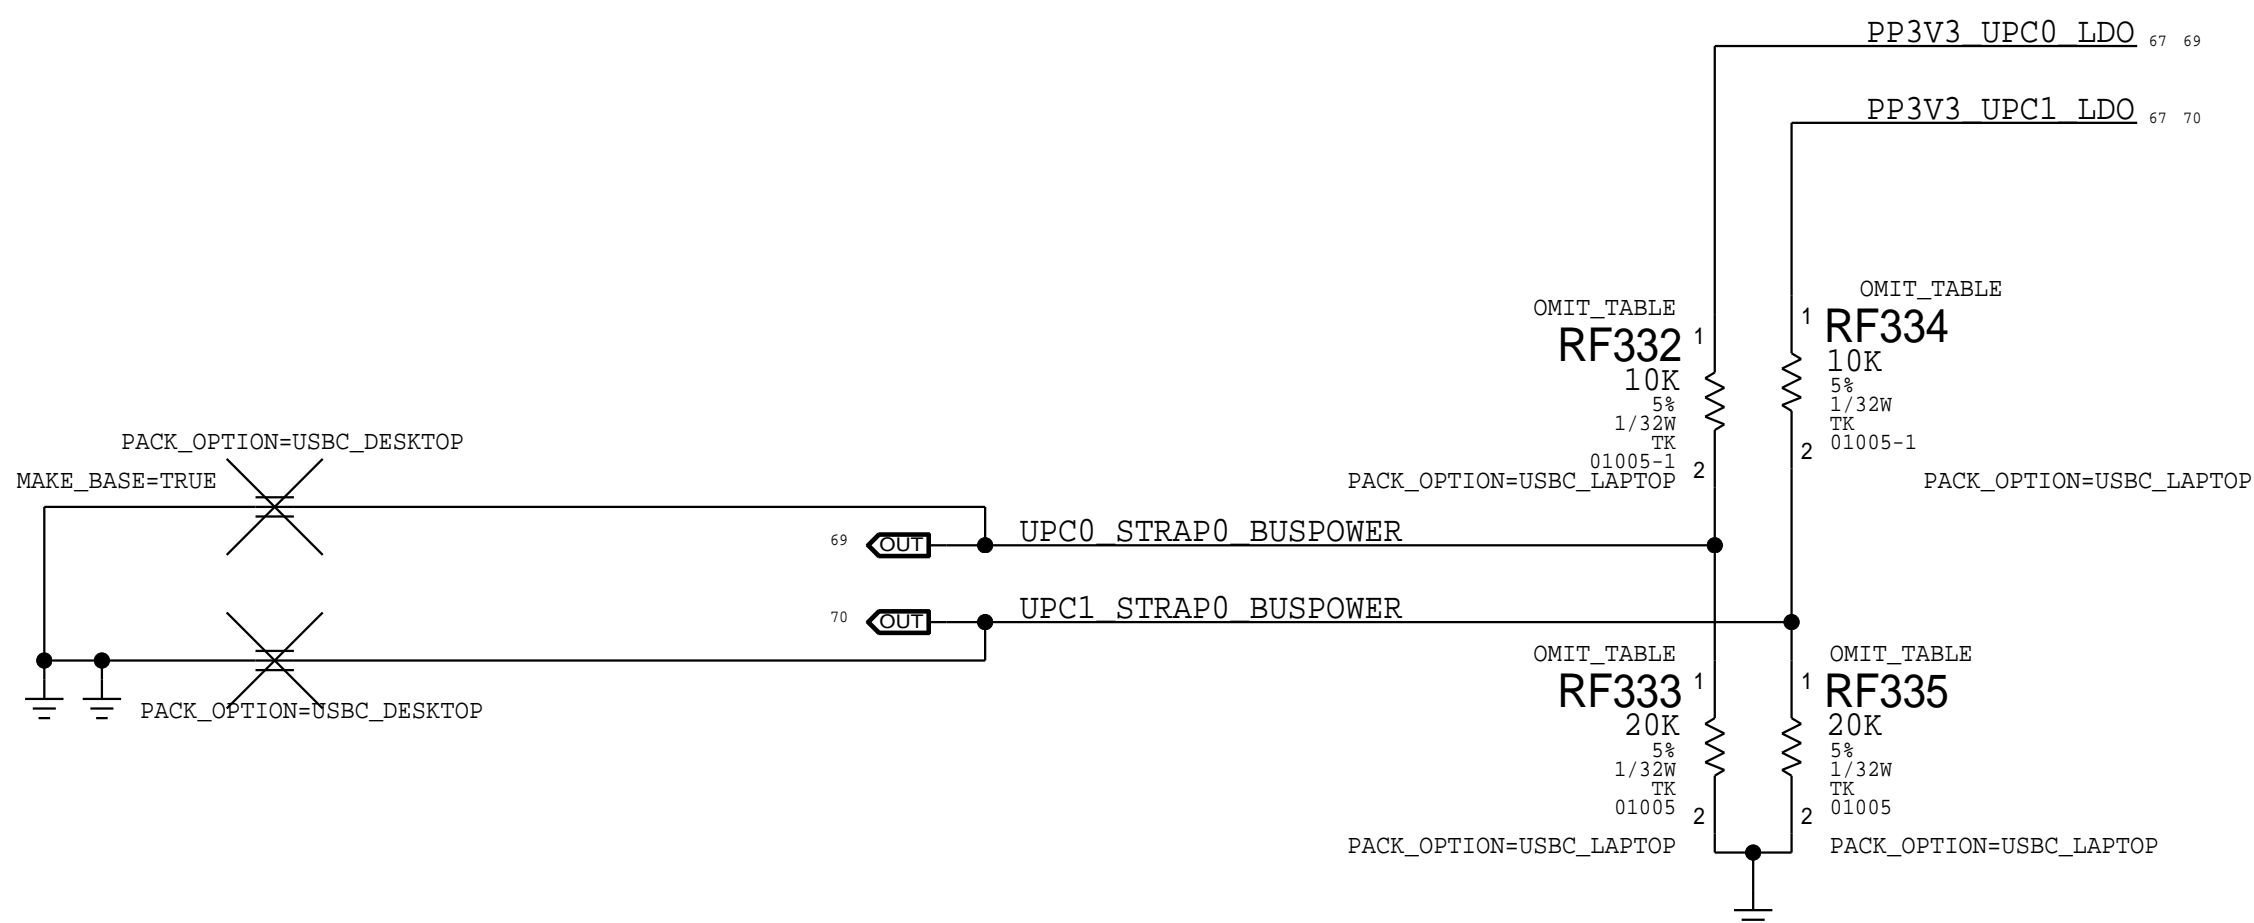 PP3V3_UPC0_LDO 67 69
PP3V3_UPC1_LDO 67 70
OMIT_TABLE
RF332
10K
5%
1/32W
TK
01005-1
PACK_OPTION=USBC_LAPTOP
1
2
OMIT_TABLE
RF334
10K
5%
1/32W
TK
01005-1
PACK_OPTION=USBC_LAPTOP
1
2
PACK_OPTION=USBC_DESKTOP
MAKE_BASE=TRUE
69 OUT UPC0_STRAP0_BUSPOWER
70 OUT UPC1_STRAP0_BUSPOWER
PACK_OPTION=USBC_DESKTOP
OMIT_TABLE
RF333
20K
5%
1/32W
TK
01005
PACK_OPTION=USBC_LAPTOP
1
2
OMIT_TABLE
RF335
20K
5%
1/32W
TK
01005
PACK_OPTION=USBC_LAPTOP
1
2